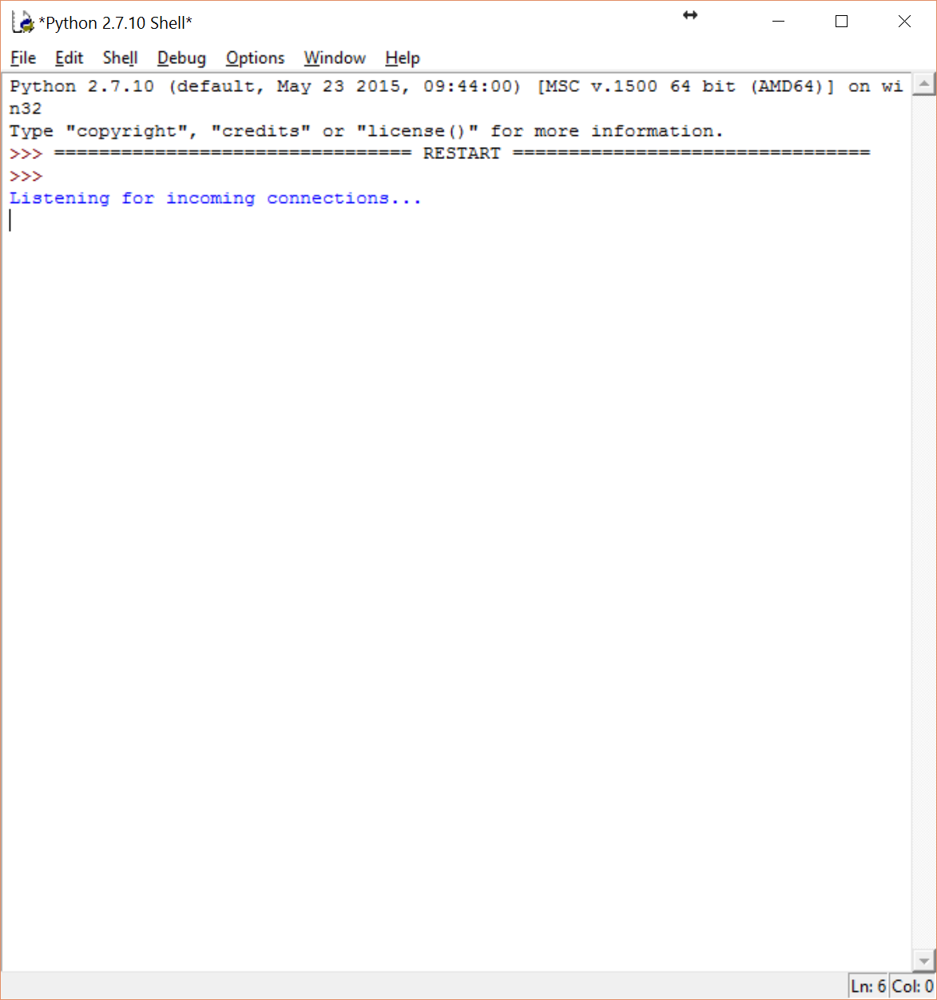 *Python 2.7.10 Shell*
File Edit Shell Debug Options Window Help
Python 2.7.10 (default, May 23 2015, 09:44:00) [MSC v.1500 64 bit (AMD64)] on wi
n32
Type "copyright", "credits" or "license()" for more information.
>>> ================================ RESTART ================================
>>>
Listening for incoming connections...
Ln: 6 Col: 0